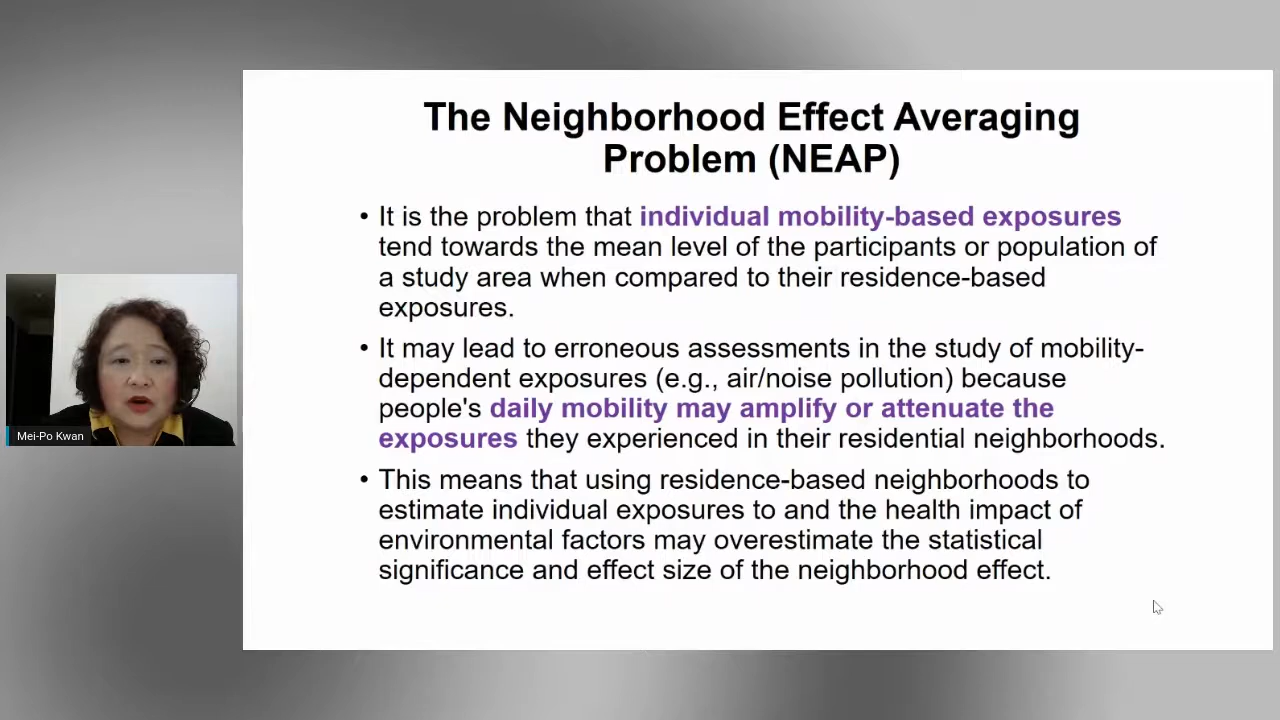 The Neighborhood Effect Averaging
Problem (NEAP)
• It is the problem that individual mobility-based exposures
tend towards the mean level of the participants or population of
a study area when compared to their residence-based
exposures.
• It may lead to erroneous assessments in the study of mobility-
dependent exposures (e.g., air/noise pollution) because
people's daily mobility may amplify or attenuate the
exposures they experienced in their residential neighborhoods.
• This means that using residence-based neighborhoods to
estimate individual exposures to and the health impact of
environmental factors may overestimate the statistical
significance and effect size of the neighborhood effect.
Mei-Po Kwan